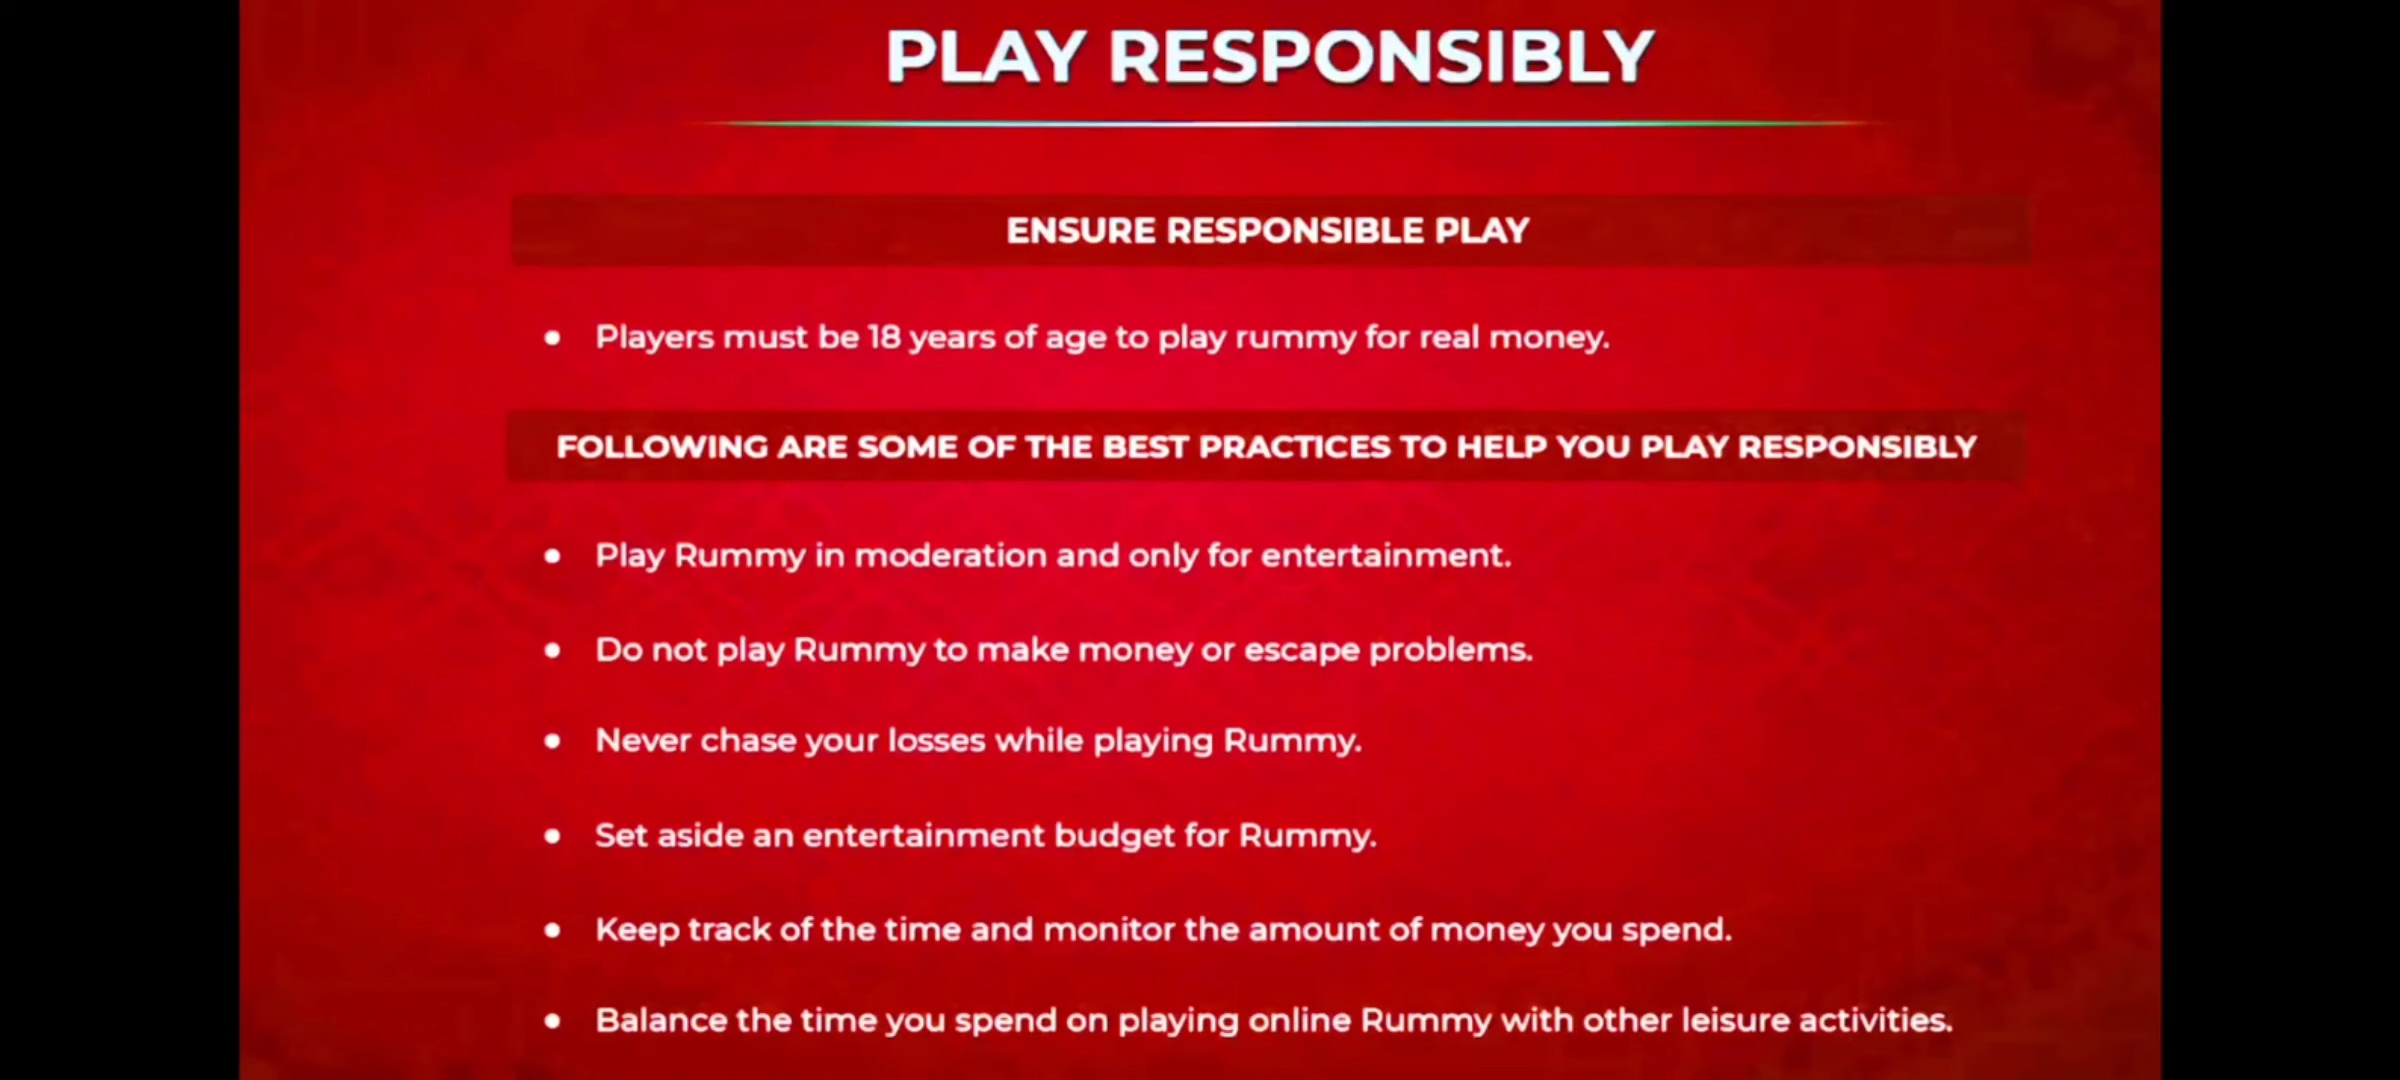 PLAY RESPONSIBLY
ENSURE RESPONSIBLE PLAY
• Players must be 18 years of age to play rummy for real money.
FOLLOWING ARE SOME OF THE BEST PRACTICES TO HELP YOU PLAY RESPONSIBLY
• Play Rummy in moderation and only for entertainment.
• Do not play Rummy to make money or escape problems.
• Never chase your losses while playing Rummy.
• Set aside an entertainment budget for Rummy.
• Keep track of the time and monitor the amount of money you spend.
• Balance the time you spend on playing online Rummy with other leisure activities.